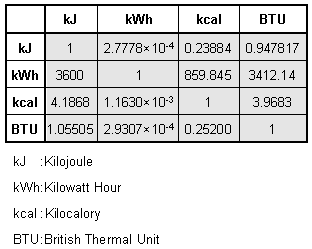 kJ kWh kcal BTU
kJ 1 2.7778×10-4 0.23884 0.947817
kWh 3600 1 859.845 3412.14
kcal 4.1868 1.1630×10-3 1 3.9683
BTU 1.05505 2.9307×10-4 0.25200 1
kJ :Kilojoule
kWh:Kilowatt Hour
kcal:Kilocalory
BTU:British Thermal Unit